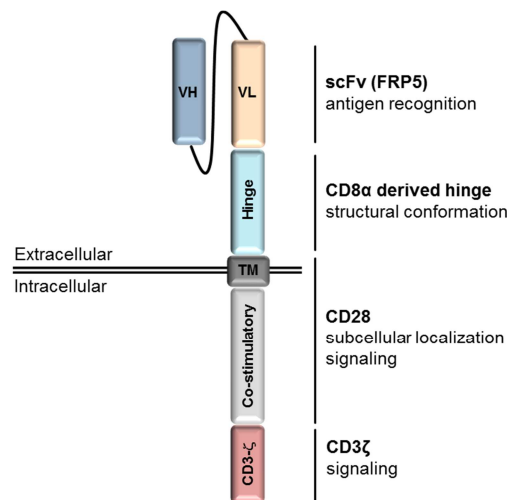 VH
VL
scFv (FRP5)
antigen recognition
Hinge
CD8α derived hinge
structural conformation
Extracellular
TM
Intracellular
Co-stimulatory
CD28
subcellular localization
signaling
CD3-ζ
CD3ζ
signaling